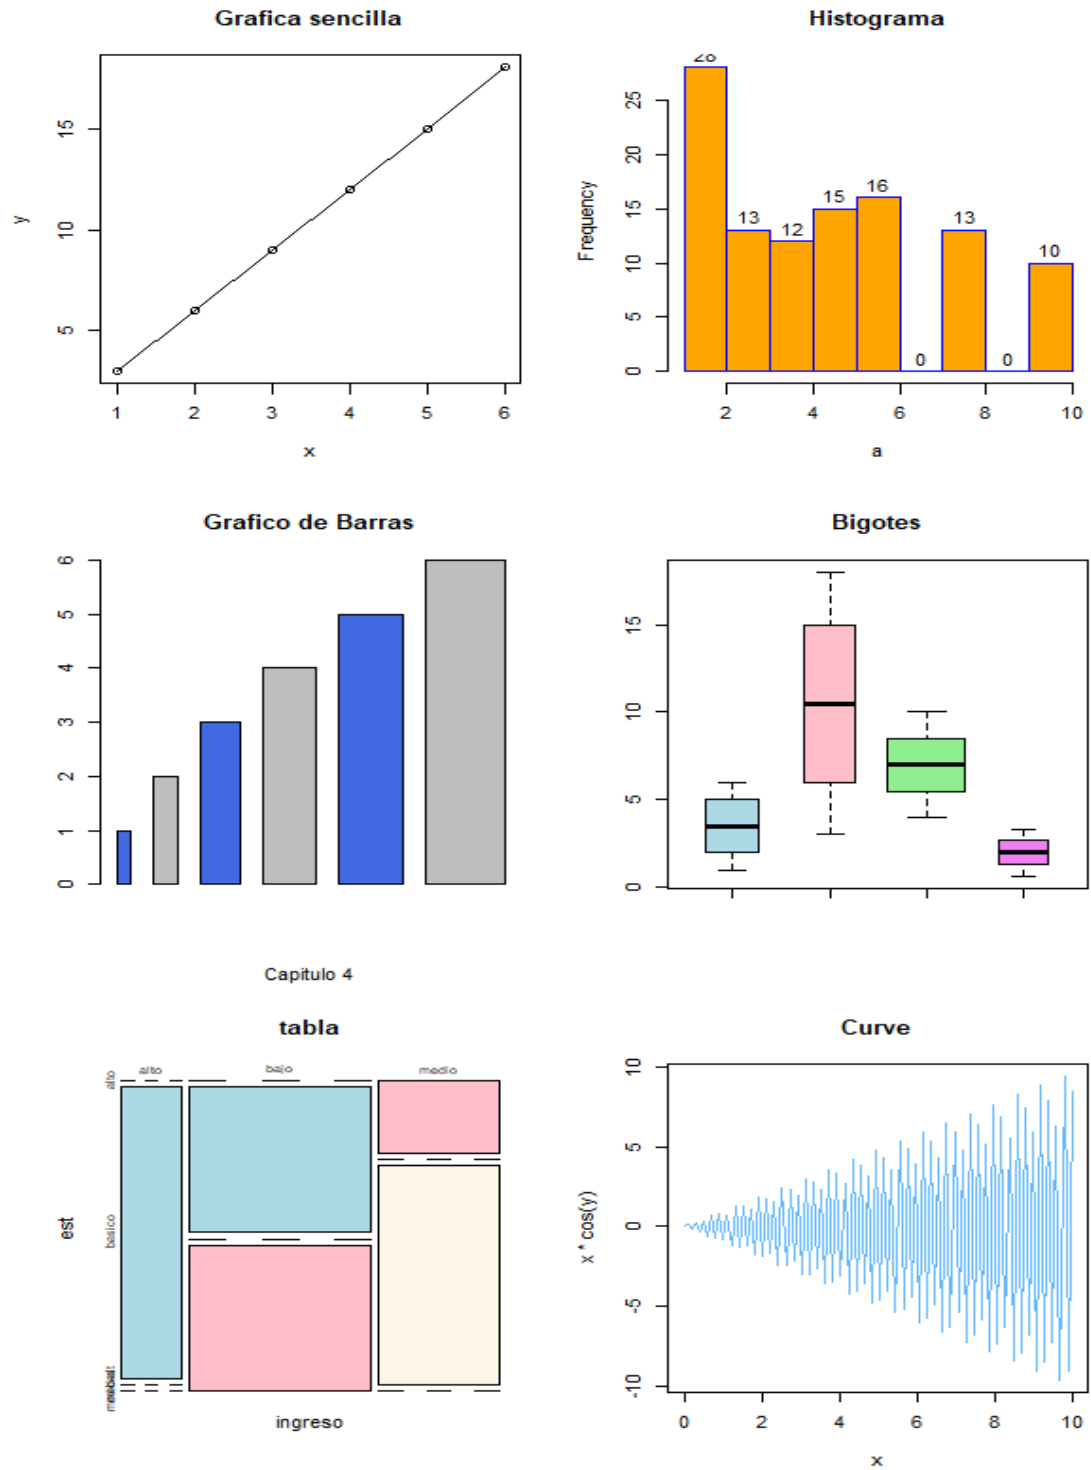 Grafica sencilla
y
5
10
15
1 2 3 4 5 6
x
Histograma
Frequency
0
5
10
15
20
25
28
13
12
15
16
0
13
0
10
2 4 6 8 10
a
Grafico de Barras
0
1
2
3
4
5
6
Bigotes
0
5
10
15
Capitulo 4
tabla
alto bajo medio
est
alto
basico
ingreso
Curve
x * cos(y)
-10
-5
0
5
10
0 2 4 6 8 10
x